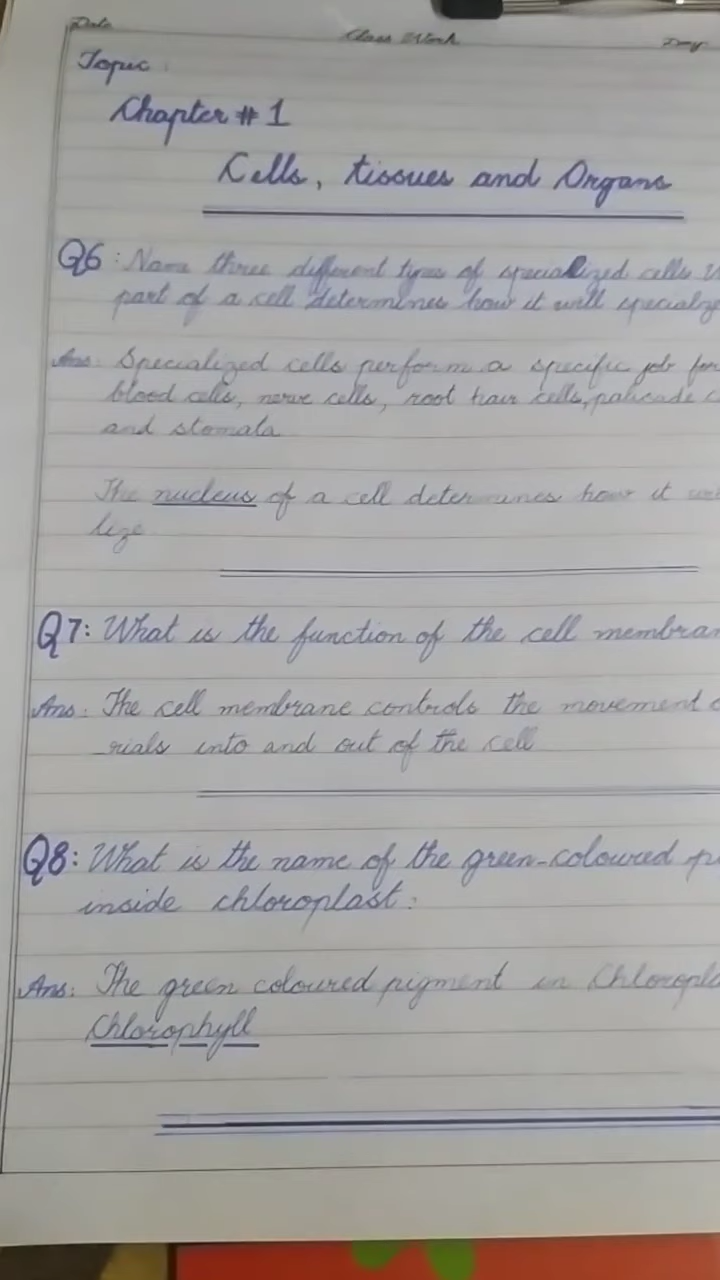 Date Class Work Day
Topic :
Chapter # 1
Cells, tissues and Organs
Q6 : Name three different types of specialized cells
part of a cell determines how it will
Ans: Specialized cells perform a specific job
blood cells, nerve cells, root hair cells, palisade
and stomata
The nucleus of a cell determines how it
lize
Q7: What is the function of the cell
Ans: The cell membrane controls the movement
rials into and out of the cell
Q8: What is the name of the green-coloured
inside chloroplast.
Ans: The green coloured pigment in
Chlorophyll